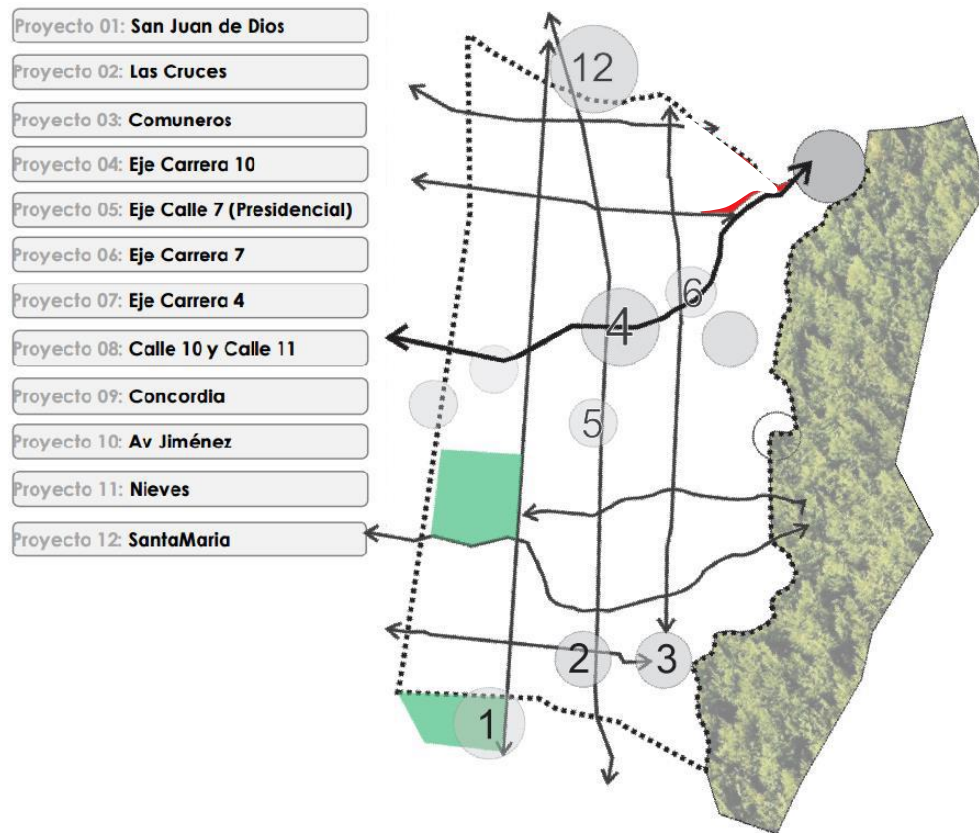 Proyecto 01: San Juan de Dios
Proyecto 02: Las Cruces
Proyecto 03: Comuneros
Proyecto 04: Eje Carrera 10
Proyecto 05: Eje Calle 7 (Presidencial)
Proyecto 06: Eje Carrera 7
Proyecto 07: Eje Carrera 4
Proyecto 08: Calle 10 y Calle 11
Proyecto 09: Concordia
Proyecto 10: Av Jiménez
Proyecto 11: Nieves
Proyecto 12: SantaMaria
12
6
4
5
2
3
1